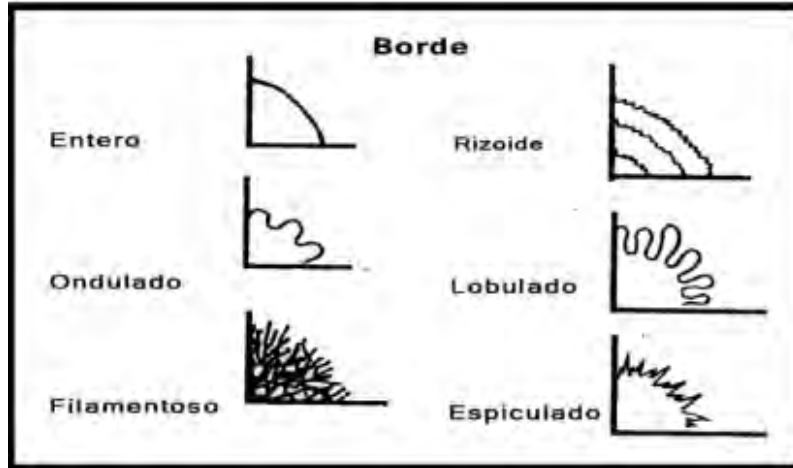 Borde
Entero
Rizoide
Ondulado
Lobulado
Filamentoso
Espiculado